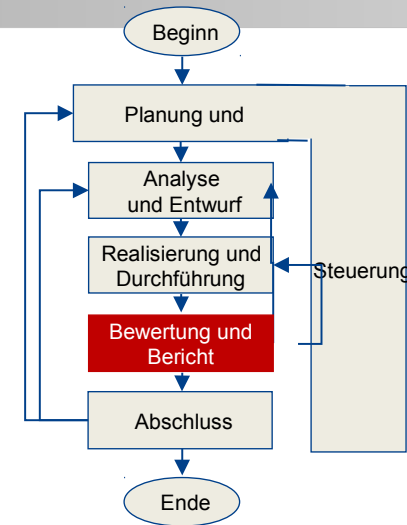 Beginn
Planung und
Analyse
und Entwurf
Realisierung und
Durchführung
Steuerung
Bewertung und
Bericht
Abschluss
Ende